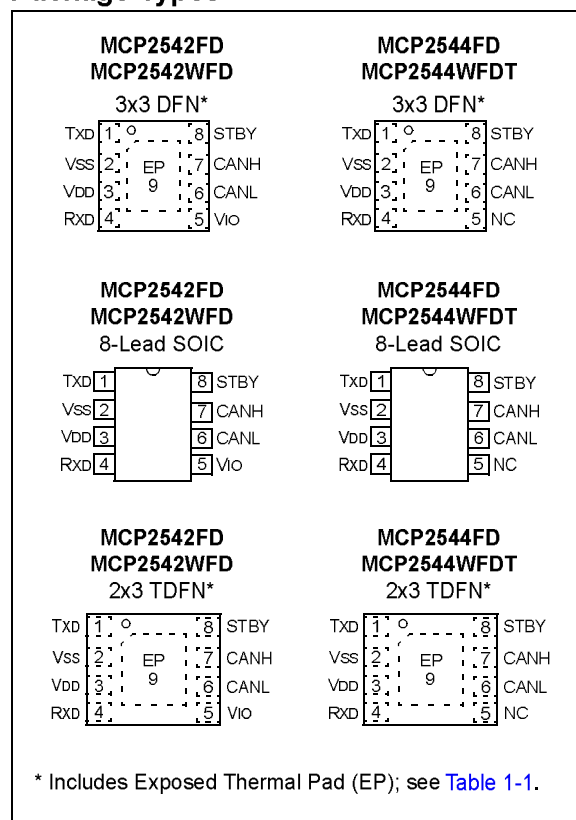 MCP2542FD
MCP2542WFD
3x3 DFN*
TXD 1 8 STBY
VSS 2 EP 7 CANH
VDD 3 9 6 CANL
RXD 4 5 VIO
MCP2544FD
MCP2544WFDT
3x3 DFN*
TXD 1 8 STBY
VSS 2 EP 7 CANH
VDD 3 9 6 CANL
RXD 4 5 NC
MCP2542FD
MCP2542WFD
8-Lead SOIC
TXD 1 8 STBY
VSS 2 7 CANH
VDD 3 6 CANL
RXD 4 5 VIO
MCP2544FD
MCP2544WFDT
8-Lead SOIC
TXD 1 8 STBY
VSS 2 7 CANH
VDD 3 6 CANL
RXD 4 5 NC
MCP2542FD
MCP2542WFD
2x3 TDFN*
TXD 1 8 STBY
VSS 2 EP 7 CANH
VDD 3 9 6 CANL
RXD 4 5 VIO
MCP2544FD
MCP2544WFDT
2x3 TDFN*
TXD 1 8 STBY
VSS 2 EP 7 CANH
VDD 3 9 6 CANL
RXD 4 5 NC
* Includes Exposed Thermal Pad (EP); see Table 1-1.